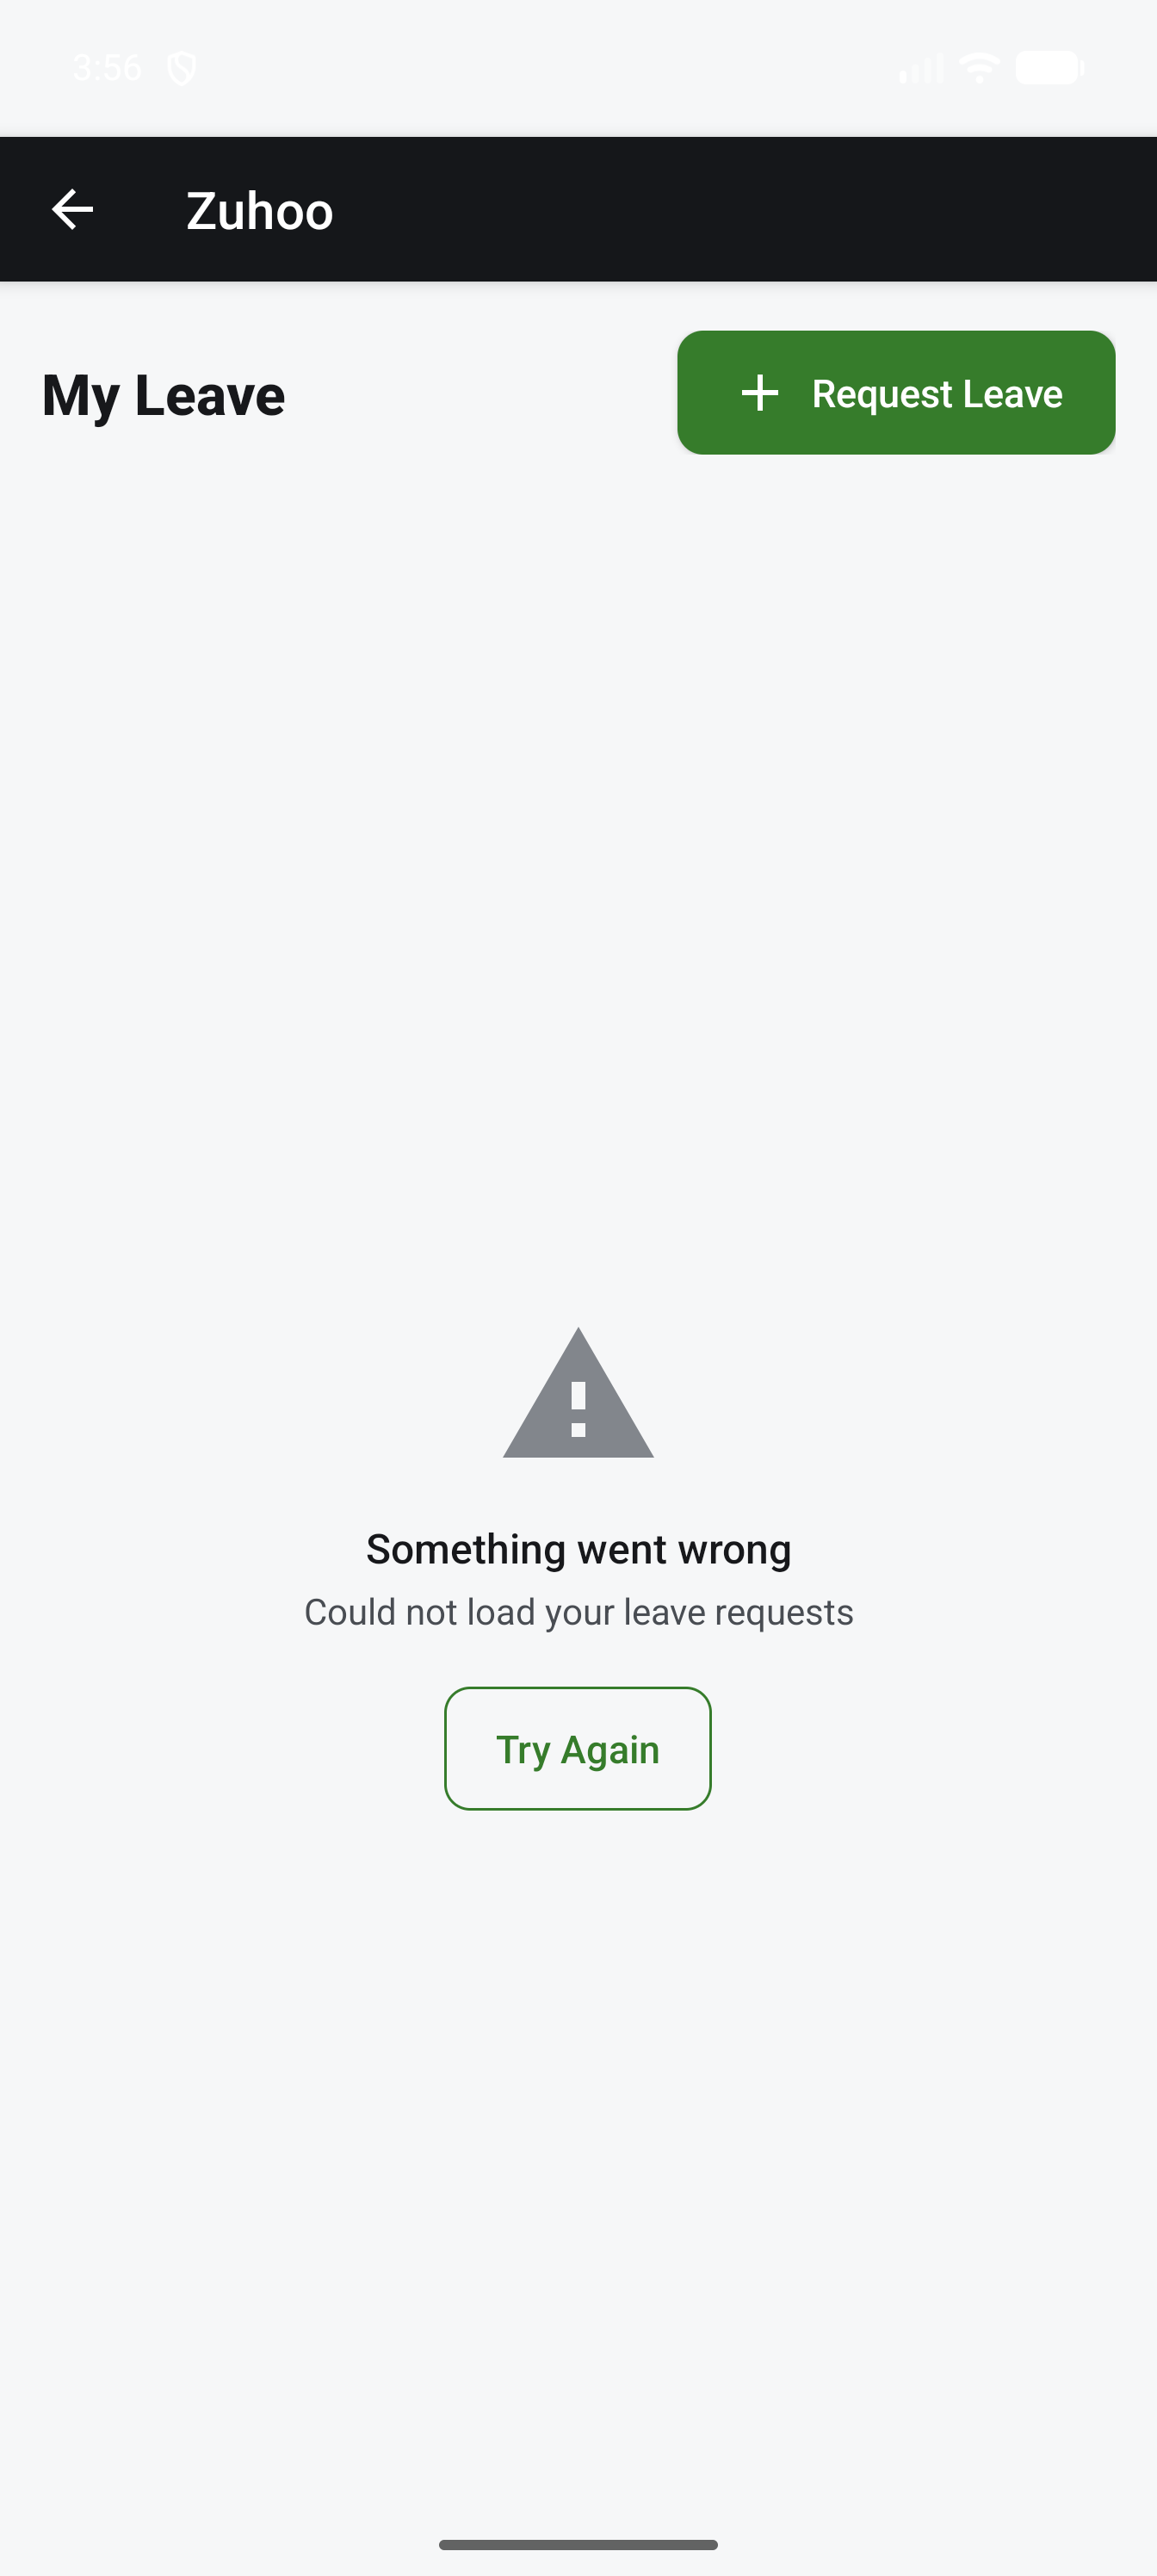 3:56
Zuhoo
My Leave
Request Leave
Something went wrong
Could not load your leave requests
Try Again